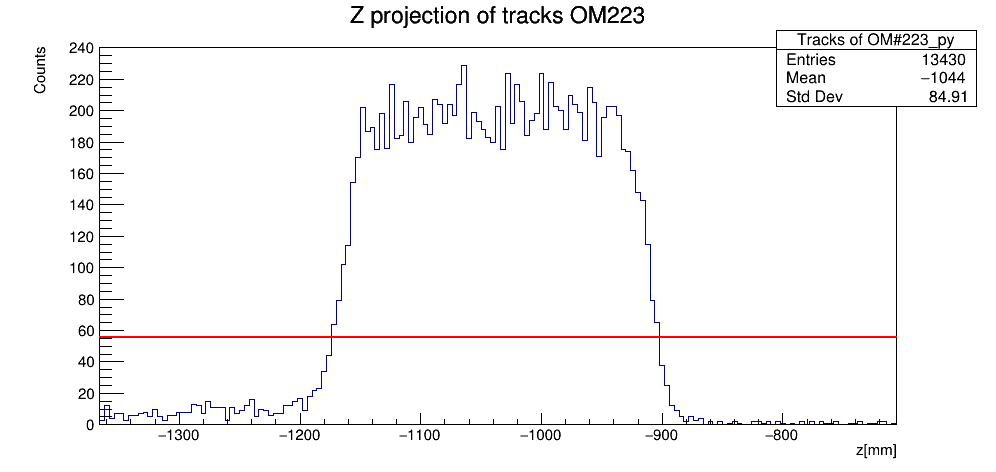 Z projection of tracks OM223
Tracks of OM#223_py
Entries 13430
Mean −1044
Std Dev 84.91
Counts
240
220
200
180
160
140
120
100
80
60
40
20
0
−1300 −1200 −1100 −1000 −900 −800
z[mm]